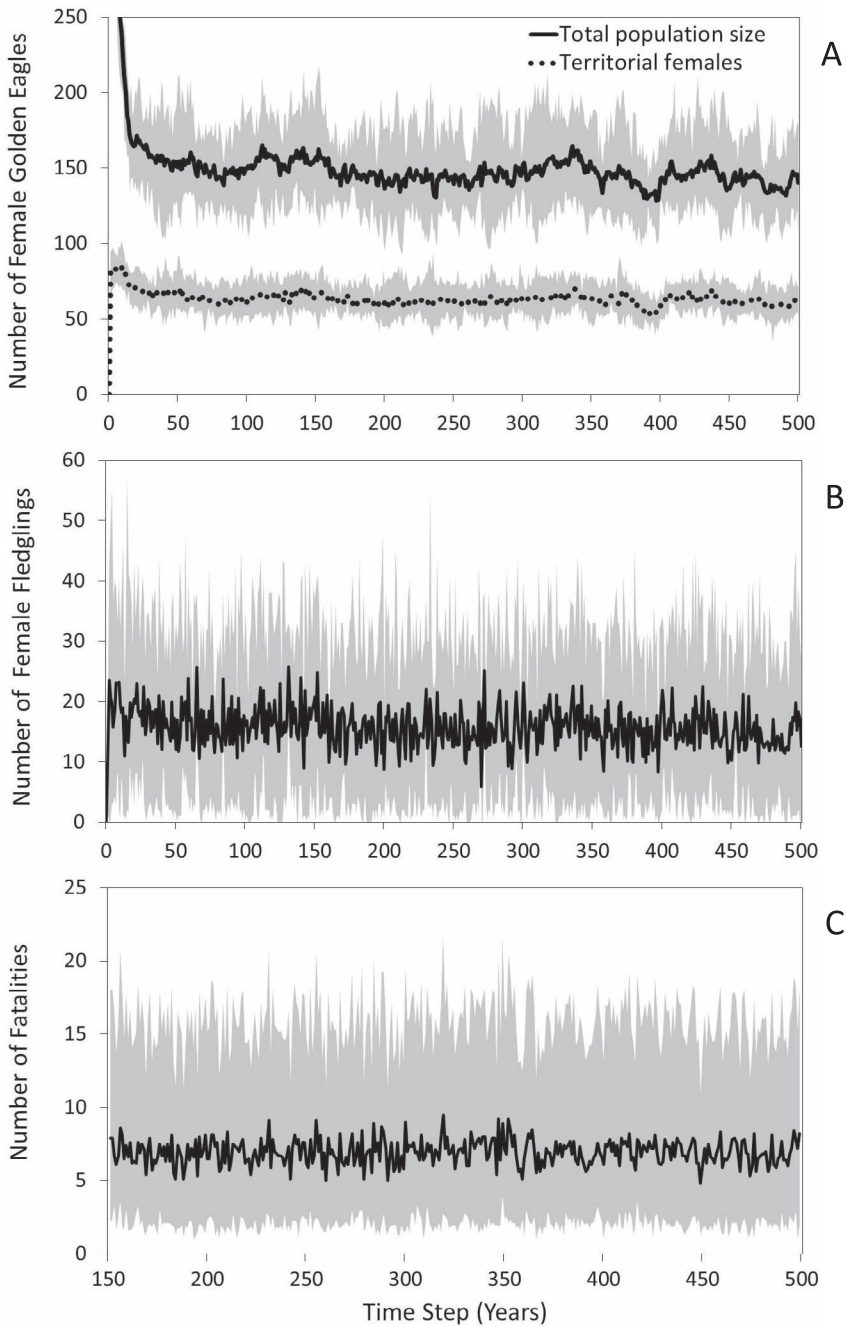 A
Total population size
Territorial females
Number of Female Golden Eagles
250
200
150
100
50
0
0 50 100 150 200 250 300 350 400 450 500
B
Number of Female Fledglings
60
50
40
30
20
10
0
0 50 100 150 200 250 300 350 400 450 500
C
Number of Fatalities
25
20
15
10
5
0
150 200 250 300 350 400 450 500
Time Step (Years)